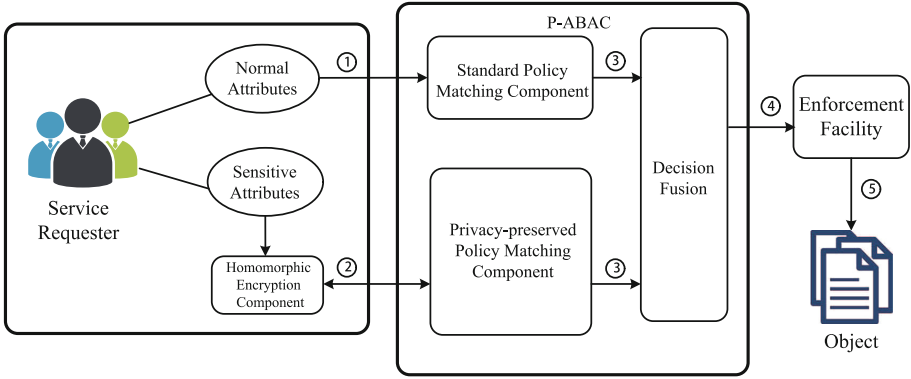 P-ABAC
Normal
Attributes
①
Standard Policy
Matching Component
③
Service
Requester
Sensitive
Attributes
Homomorphic
Encryption
Component
②
Privacy-preserved
Policy Matching
Component
③
Decision
Fusion
④
Enforcement
Facility
⑤
Object